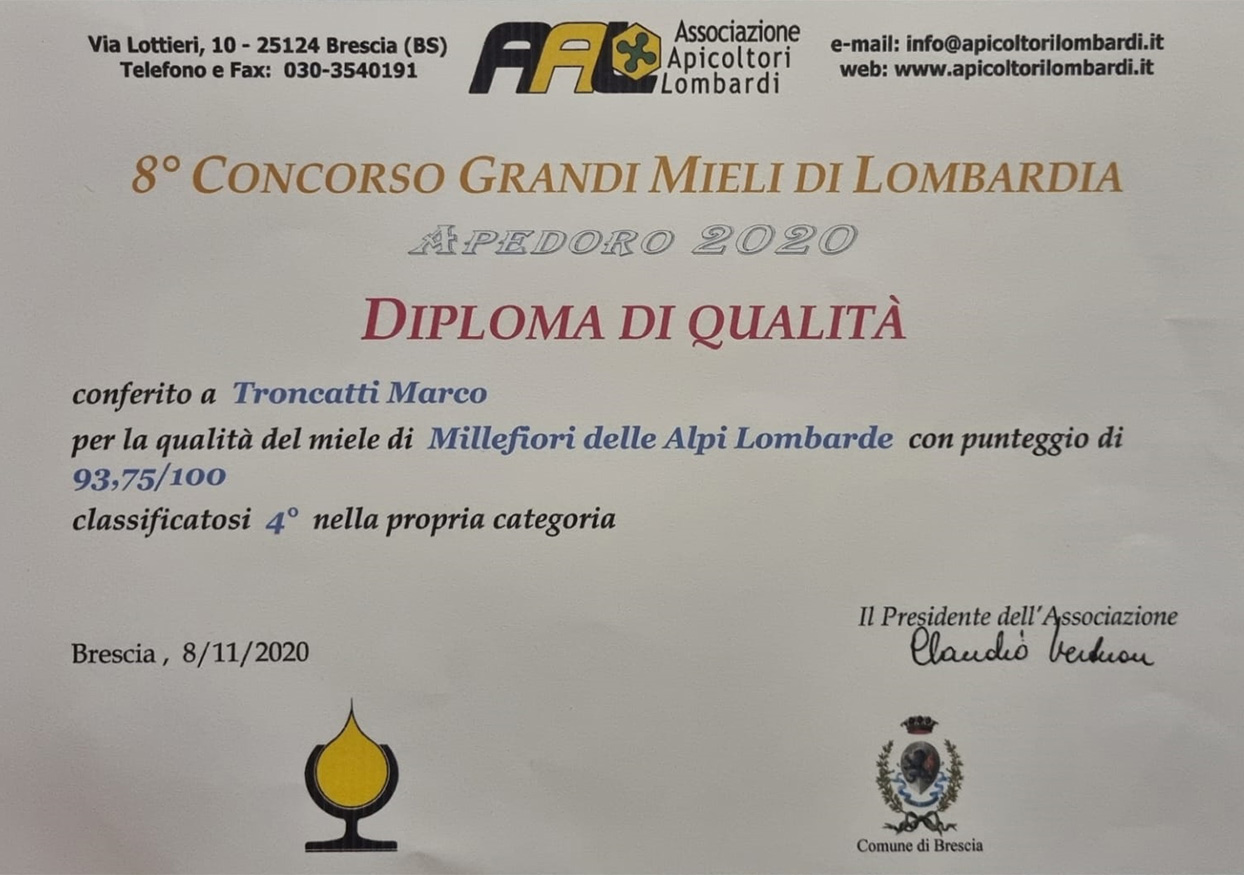 Via Lottieri, 10 - 25124 Brescia (BS)
Telefono e Fax: 030-3540191
AAL
Associazione
Apicoltori
Lombardi
e-mail: info@apicoltorilombardi.it
web: www.apicoltorilombardi.it
8° CONCORSO GRANDI MIELI DI LOMBARDIA
APEDORO 2020
DIPLOMA DI QUALITÀ
conferito a Troncatti Marco
per la qualità del miele di Millefiori delle Alpi Lombarde con punteggio di
93,75/100
classificatosi 4° nella propria categoria
Il Presidente dell'Associazione
Claudio
Brescia , 8/11/2020
Comune di Brescia